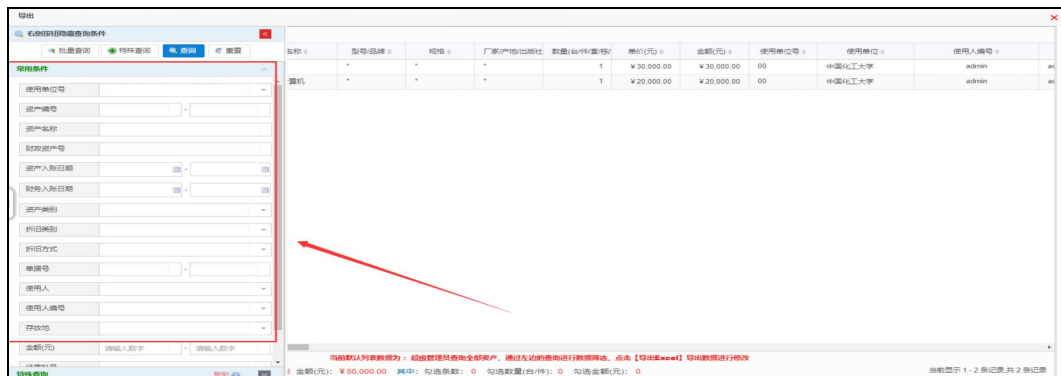 导出
右侧按钮隐藏查询条件
批量查询 特殊查询 查询 重置
常用条件
使用单位号
资产编号 -
资产名称
财政资产号
资产入账日期 -
财务入账日期 -
资产类别
折旧类别
折旧方式
单据号 -
使用人
使用人编号
存放地
金额(元) 请输入数字 - 请输入数字
特殊查询 帮助
名称 型号/品牌 规格 厂家/产地/出版社 数量(台/件/套/栋/ 单价(元) 金额(元) 使用单位号 使用单位 使用人编号
* * * 1 ¥30,000.00 ¥30,000.00 00 中国化工大学 admin ac
算机 * * * 1 ¥20,000.00 ¥20,000.00 00 中国化工大学 admin ac
当前默认列表数据为: 超级管理员查询全部资产, 通过左边的查询进行数据筛选, 点击【导出Excel】导出数据进行修改
金额(元): ¥50,000.00 其中: 勾选条数: 0 勾选数量(台/件): 0 勾选金额(元): 0
当前显示 1 - 2 条记录,共 2 条记录